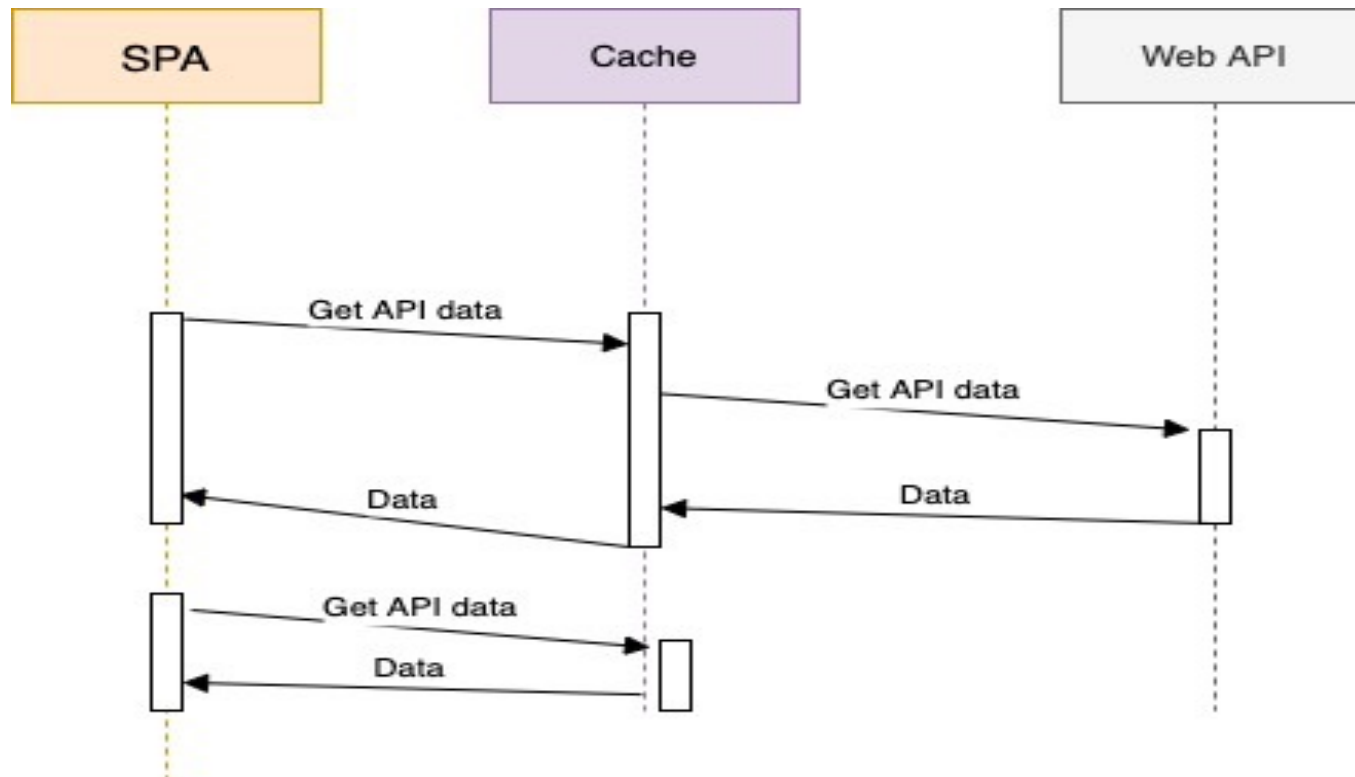 SPA
Cache
Web API
Get API data
Get API data
Data
Data
Get API data
Data